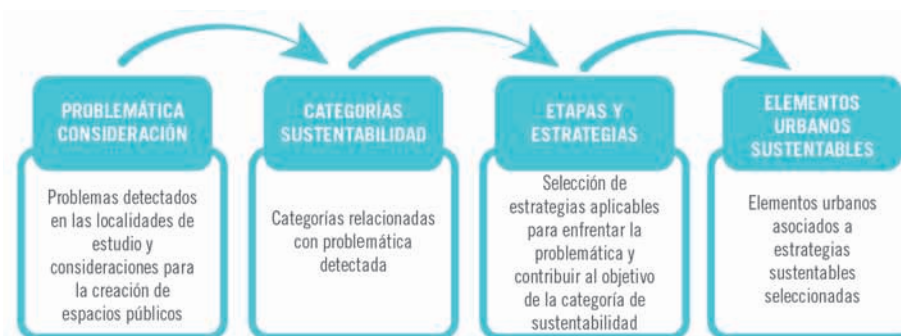 PROBLEMÁTICA
CONSIDERACIÓN
Problemas detectados
en las localidades de
estudio y
consideraciones para
la creación de
espacios públicos
CATEGORÍAS
SUSTENTABILIDAD
Categorías relacionadas
con problemática
detectada
ETAPAS Y
ESTRATEGIAS
Selección de
estrategias aplicables
para enfrentar la
problemática y
contribuir al objetivo
de la categoría de
sustentabilidad
ELEMENTOS
URBANOS
SUSTENTABLES
Elementos urbanos
asociados a
estrategias
sustentables
seleccionadas